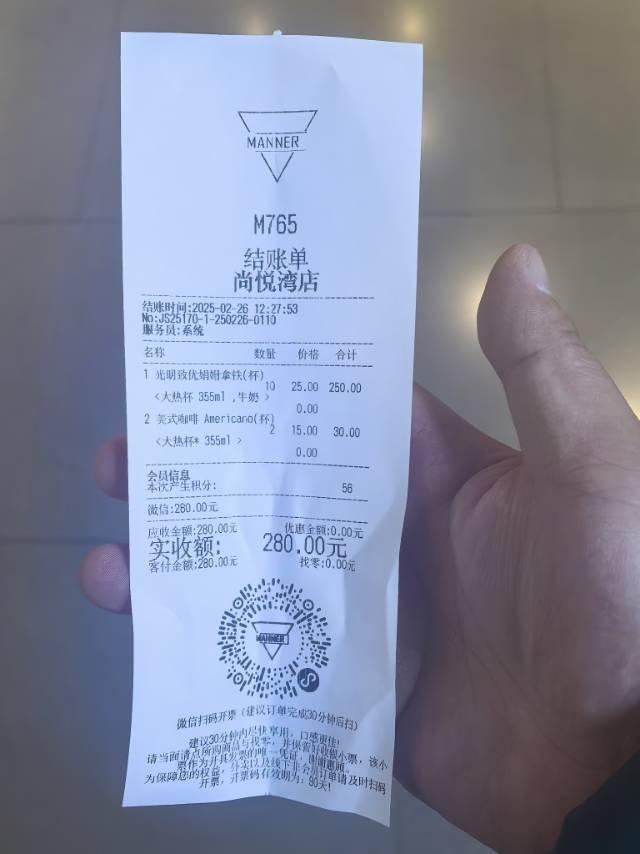 MANNER
M765
结账单
尚悦湾店
结账时间:2025-02-26 12:27:53
No:JS25170-1-250226-0110
服务员:系统
名称 数量 价格 合计
1 光明致优娟姗拿铁(杯)
10 25.00 250.00
<大热杯 355ml ,牛奶 >
0.00
2 美式咖啡 Americano(杯)
2 15.00 30.00
<大热杯* 355ml >
0.00
会员信息
本次产生积分: 56
微信:280.00元
应收金额:280.00元 优惠金额:0.00元
实收额: 280.00元
客付金额:280.00元 找零:0.00元
MANNER
微信扫码开票（建议订单完成30分钟后扫）
建议30分钟内尽快享用，口感更佳!
请当面清点所购商品与找零，并保管好收银小票，该小
票作为开具发票的唯一凭证，谢谢惠顾。
为保障您的权益，外卖以及线下非会员订单请及时扫码
开票，开票码有效期为：90天!